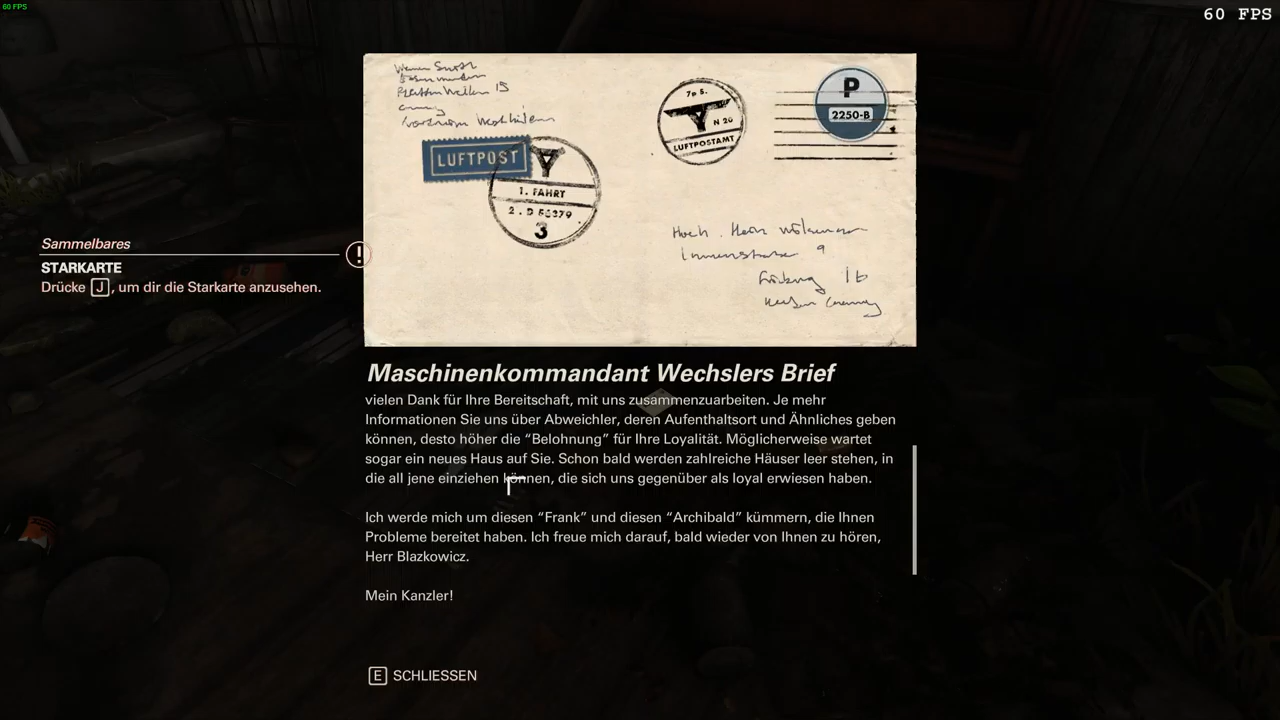 60 FPS
60 FPS
15
LUFTPOST
1. FAHRT
3
N 20
LUFTPOSTAMT
P
2250-B
9
Sammelbares
STARKARTE
Drücke J, um dir die Starkarte anzusehen.
Maschinenkommandant Wechslers Brief
vielen Dank für Ihre Bereitschaft, mit uns zusammenzuarbeiten. Je mehr
Informationen Sie uns über Abweichler, deren Aufenthaltsort und Ähnliches geben
können, desto höher die “Belohnung” für Ihre Loyalität. Möglicherweise wartet
sogar ein neues Haus auf Sie. Schon bald werden zahlreiche Häuser leer stehen, in
die all jene einziehen können, die sich uns gegenüber als loyal erwiesen haben.
Ich werde mich um diesen “Frank” und diesen “Archibald” kümmern, die Ihnen
Probleme bereitet haben. Ich freue mich darauf, bald wieder von Ihnen zu hören,
Herr Blazkowicz.
Mein Kanzler!
E SCHLIESSEN